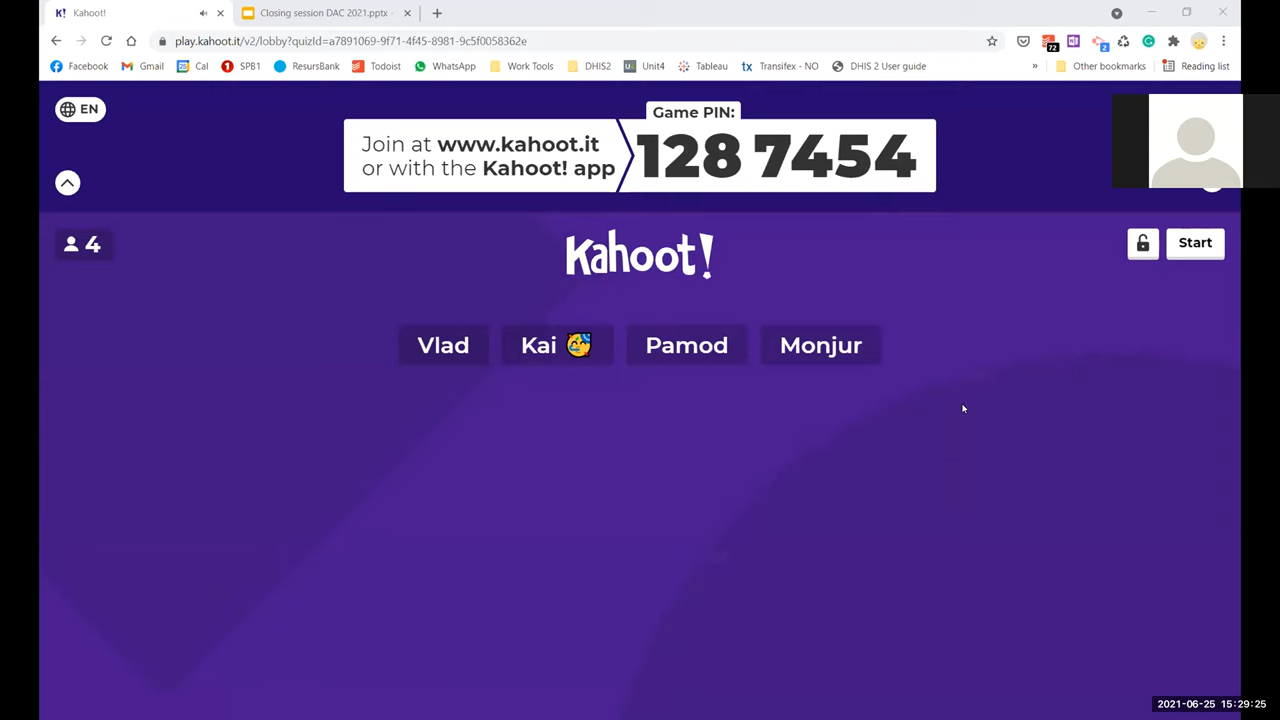 Kahoot!
Closing session DAC 2021.pptx
play.kahoot.it/v2/lobby?quizId=a7891069-9f71-4f45-8981-9c5f0058362e
72
2
Facebook Gmail Cal SPB1 ResursBank Todoist WhatsApp Work Tools DHIS2 Unit4 Tableau Transifex - NO DHIS 2 User guide » Other bookmarks Reading list
EN
Game PIN:
Join at www.kahoot.it
or with the Kahoot! app
128 7454
4
Kahoot!
Start
Vlad Kai 🥳 Pamod Monjur
2021-06-25 15:29:25